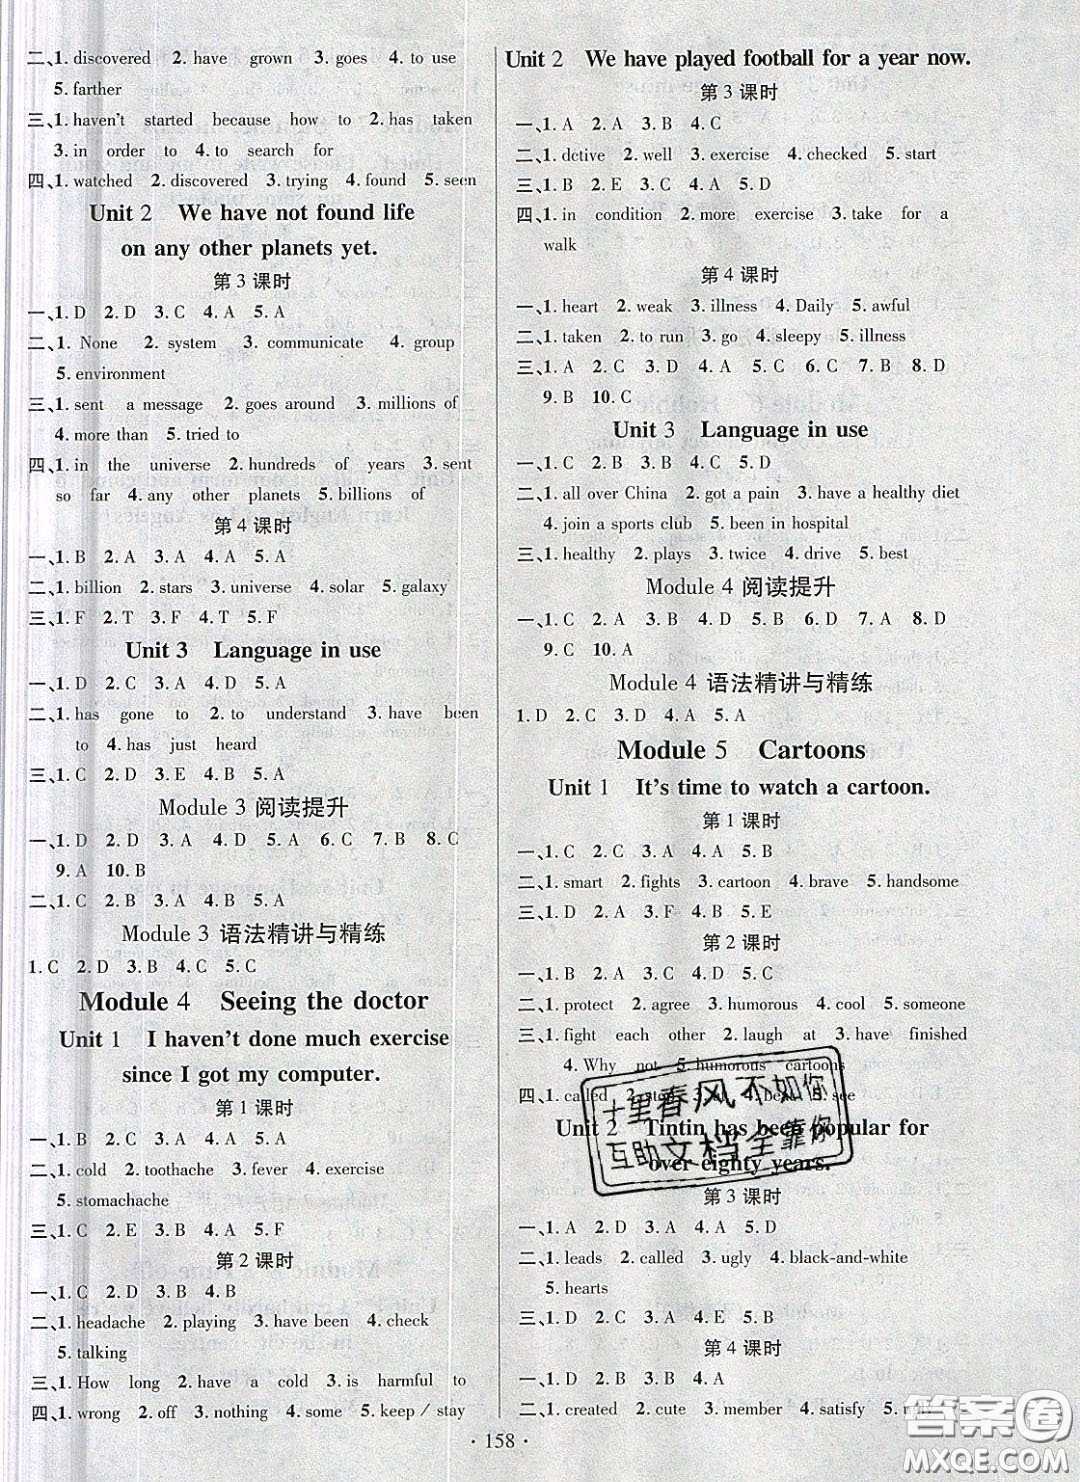 二、1. discovered 2. have grown 3. goes 4. to use
5. farther
三、1. haven't started because how to 2. has taken
3. in order to 4. to search for
四、1. watched 2. discovered 3. trying 4. found 5. seen
Unit 2 We have not found life
on any other planets yet.
第 3 课时
一、1. D 2. D 3. C 4. A 5. A
二、1. None 2. system 3. communicate 4. group
5. environment
三、1. sent a message 2. goes around 3. millions of
4. more than 5. tried to
四、1. in the universe 2. hundreds of years 3. sent
so far 4. any other planets 5. billions of
第 4 课时
一、1. B 2. A 3. A 4. A 5. A
二、1. billion 2. stars 3. universe 4. solar 5. galaxy
三、1. F 2. T 3. F 4. T 5. F
Unit 3 Language in use
一、1. D 2. C 3. A 4. C 5. A
二、1. has gone to 2. to understand 3. have been
to 4. has just heard
三、1. C 2. D 3. E 4. B 5. A
Module 3 阅读提升
一、1. D 2. D 3. A 4. D 5. A 6. C 7. B 8. C
9. A 10. B
二、1. C 2. D 3. A 4. A 5. B
Module 3 语法精讲与精练
1. C 2. D 3. B 4. C 5. C
Module 4 Seeing the doctor
Unit 1 I haven't done much exercise
since I got my computer.
第 1 课时
一、1. B 2. C 3. A 4. A 5. A
二、1. cold 2. toothache 3. fever 4. exercise
5. stomachache
三、1. C 2. E 3. B 4. A 5. F
第 2 课时
一、1. C 2. D 3. B 4. B
二、1. headache 2. playing 3. have been 4. check
5. talking
三、1. How long 2. have a cold 3. is harmful to
四、1. wrong 2. off 3. nothing 4. some 5. keep / stay
Unit 2 We have played football for a year now.
第 3 课时
一、1. A 2. A 3. B 4. C
二、1. dctive 2. well 3. exercise 4. checked 5. start
三、1. B 2. E 3. C 4. A 5. D
四、1. in condition 2. more exercise 3. take for a
walk
第 4 课时
一、1. heart 2. weak 3. illness 4. Daily 5. awful
二、1. taken 2. to run 3. go 4. sleepy 5. illness
三、1. A 2. C 3. D 4. A 5. C 6. A 7. B 8. D
9. B 10. C
Unit 3 Language in use
一、1. C 2. B 3. C 4. B 5. D
二、1. all over China 2. got a pain 3. have a healthy diet
4. join a sports club 5. been in hospital
三、1. healthy 2. plays 3. twice 4. drive 5. best
Module 4 阅读提升
一、1. C 2. A 3. D 4. B 5. D 6. D 7. A 8. D
9. C 10. A
Module 4 语法精讲与精练
1. D 2. C 3. D 4. A 5. A
Module 5 Cartoons
Unit 1 It's time to watch a cartoon.
第 1 课时
一、1. C 2. C 3. A 4. A 5. B
二、1. smart 2. fights 3. cartoon 4. brave 5. handsome
三、1. D 2. A 3. F 4. B 5. E
第 2 课时
一、1. B 2. D 3. A 4. C 5. D
二、1. protect 2. agree 3. humorous 4. cool 5. someone
三、1. fight each other 2. laugh at 3. have finished
4. Why not 5. humorous cartoons
四、1. called 2. 3. 4. 5. see
Unit 2 Tintin has been popular for
over eighty years.
第 3 课时
一、1. A 2. D 3. A 4. A 5. D
二、1. leads 2. called 3. ugly 4. black-and-white
5. hearts
三、1. C 2. D 3. A 4. E 5. B
第 4 课时
一、1. D 2. B 3. A 4. C 5. A
二、1. created 2. cute 3. member 4. satisfy 5.
· 158 ·
十里春风不如你
互助文档全靠你
答案圈
MXQE.COM